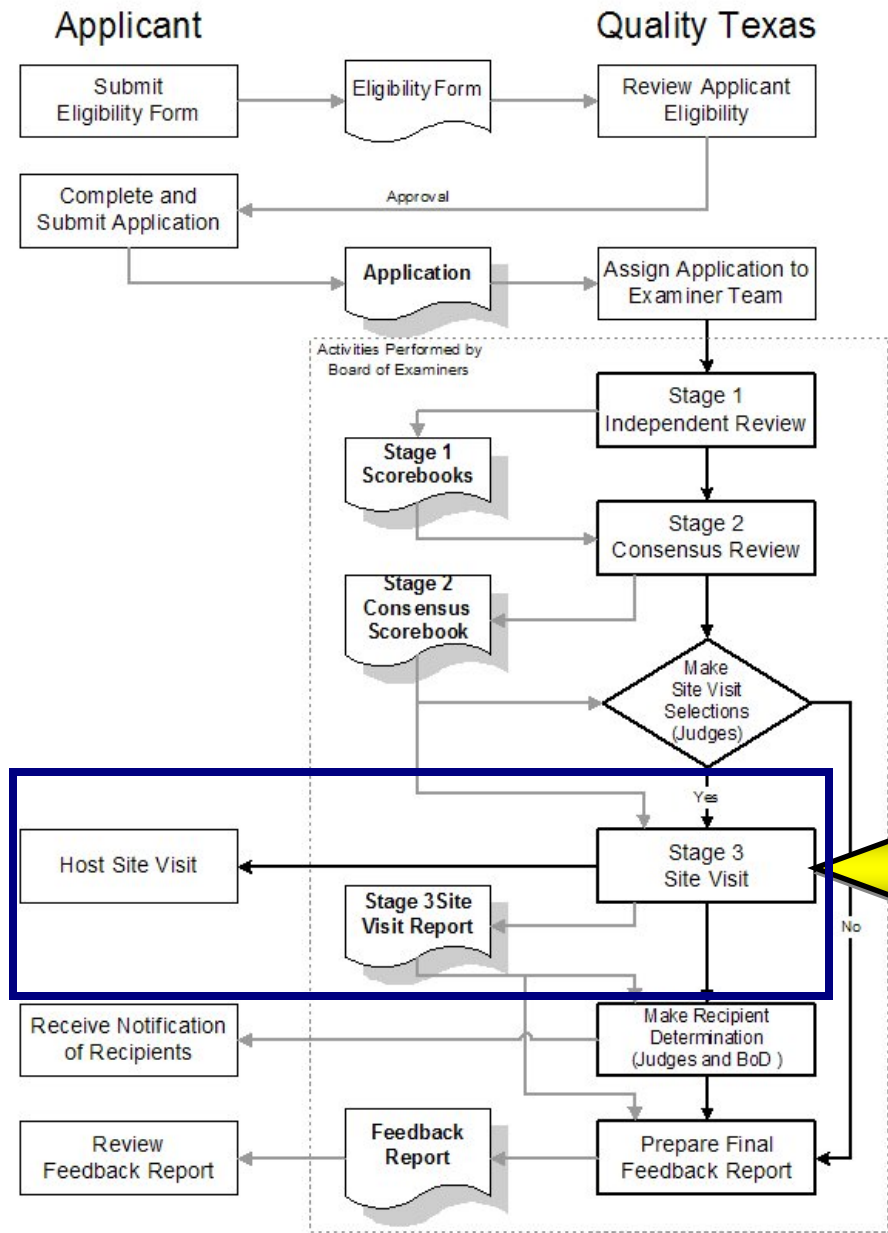 Applicant
Quality Texas
Submit
Eligibility Form
Eligibility Form
Review Applicant
Eligibility
Complete and
Submit Application
Approval
Application
Assign Application to
Examiner Team
Activities Performed by
Board of Examiners
Stage 1
Independent Review
Stage 1
Scorebooks
Stage 2
Consensus Review
Stage 2
Consensus
Scorebook
Make
Site Visit
Selections
(Judges)
Yes
Host Site Visit
Stage 3
Site Visit
Stage 3Site
Visit Report
No
Receive Notification
of Recipients
Make Recipient
Determination
(Judges and BoD )
Review
Feedback Report
Feedback
Report
Prepare Final
Feedback Report